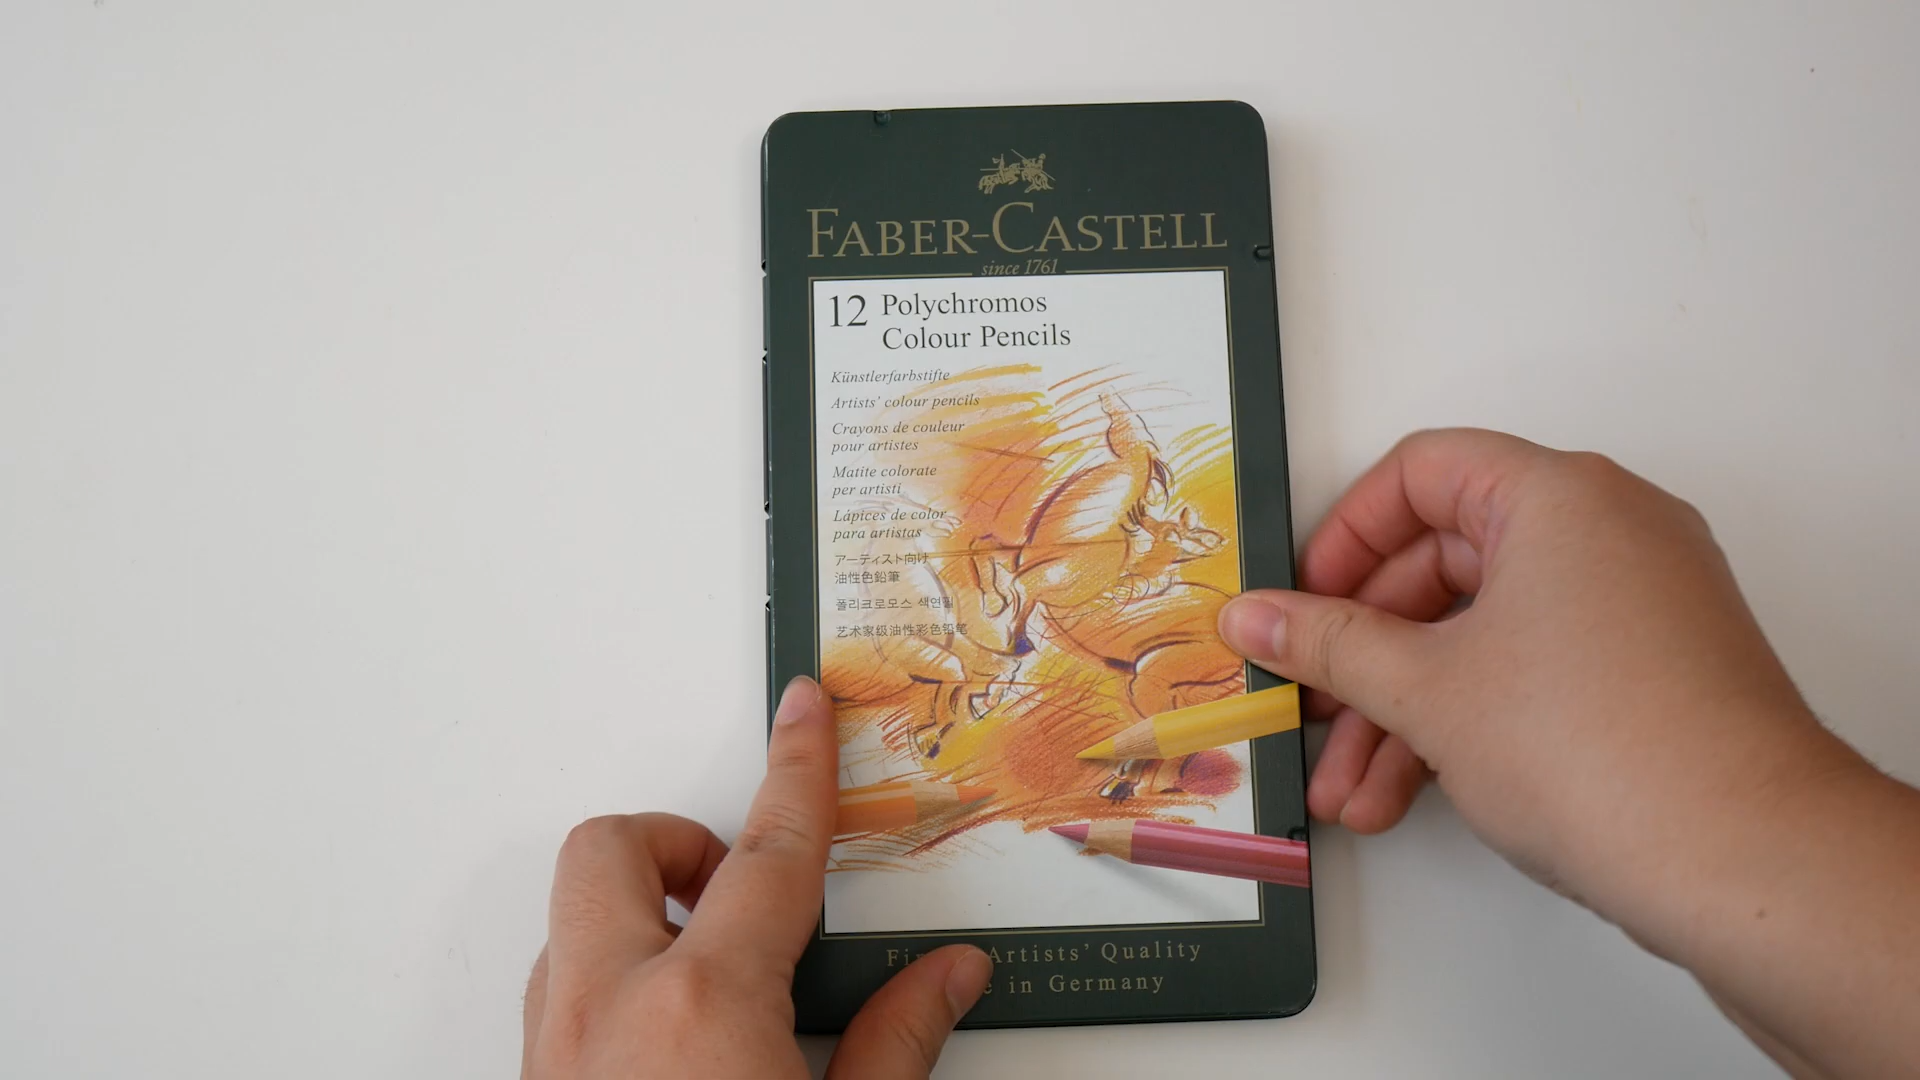 FABER-CASTELL
since 1761
12 Polychromos
Colour Pencils
Künstlerfarbstifte
Artists' colour pencils
Crayons de couleur
pour artistes
Matite colorate
per artisti
Lápices de color
para artistas
アーティスト向け
油性色鉛筆
폴리크로모스 색연필
艺术家级油性彩色铅笔
Artists' Quality
in Germany